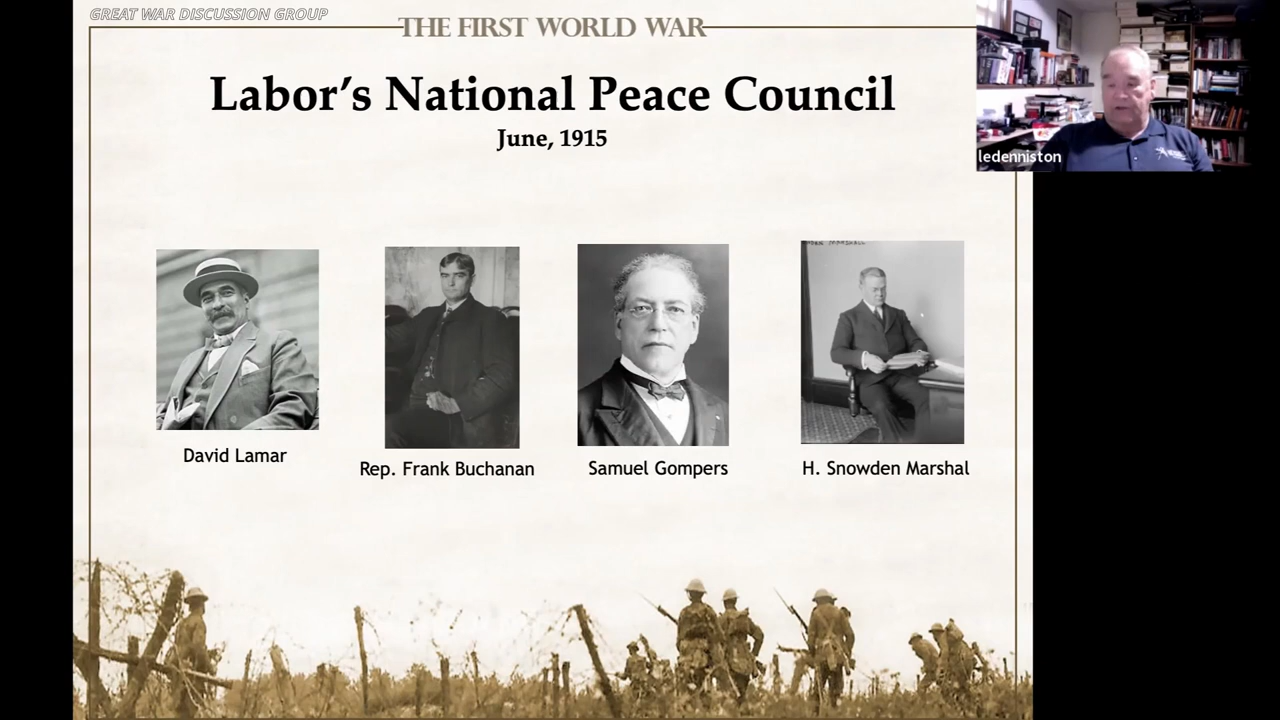 GREAT WAR DISCUSSION GROUP
THE FIRST WORLD WAR
Labor's National Peace Council
June, 1915
ledenniston
David Lamar
Rep. Frank Buchanan
Samuel Gompers
H. Snowden Marshal